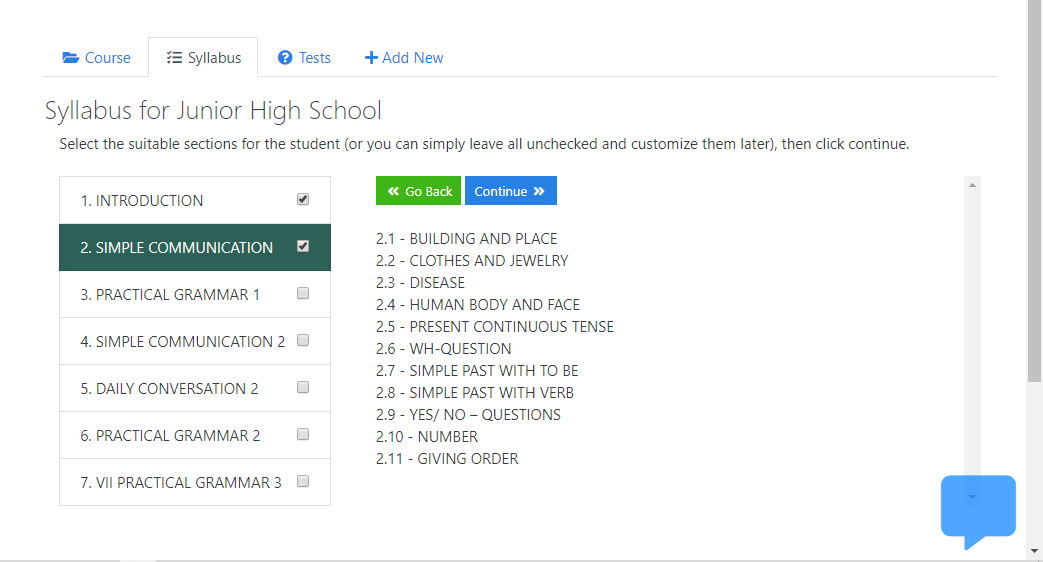 Course Syllabus Tests Add New
Syllabus for Junior High School
Select the suitable sections for the student (or you can simply leave all unchecked and customize them later), then click continue.
1. INTRODUCTION
2. SIMPLE COMMUNICATION
3. PRACTICAL GRAMMAR 1
4. SIMPLE COMMUNICATION 2
5. DAILY CONVERSATION 2
6. PRACTICAL GRAMMAR 2
7. VII PRACTICAL GRAMMAR 3
Go Back Continue
2.1 - BUILDING AND PLACE
2.2 - CLOTHES AND JEWELRY
2.3 - DISEASE
2.4 - HUMAN BODY AND FACE
2.5 - PRESENT CONTINUOUS TENSE
2.6 - WH-QUESTION
2.7 - SIMPLE PAST WITH TO BE
2.8 - SIMPLE PAST WITH VERB
2.9 - YES/ NO – QUESTIONS
2.10 - NUMBER
2.11 - GIVING ORDER